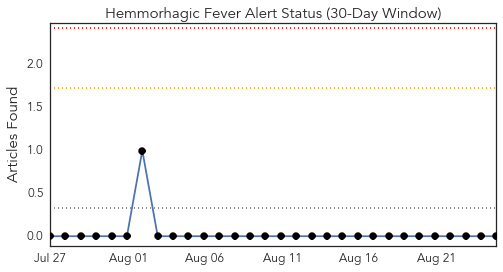 Hemmorhagic Fever Alert Status (30-Day Window)
Articles Found
2.0
1.5
1.0
0.5
0.0
Jul 27 Aug 01 Aug 06 Aug 11 Aug 16 Aug 21